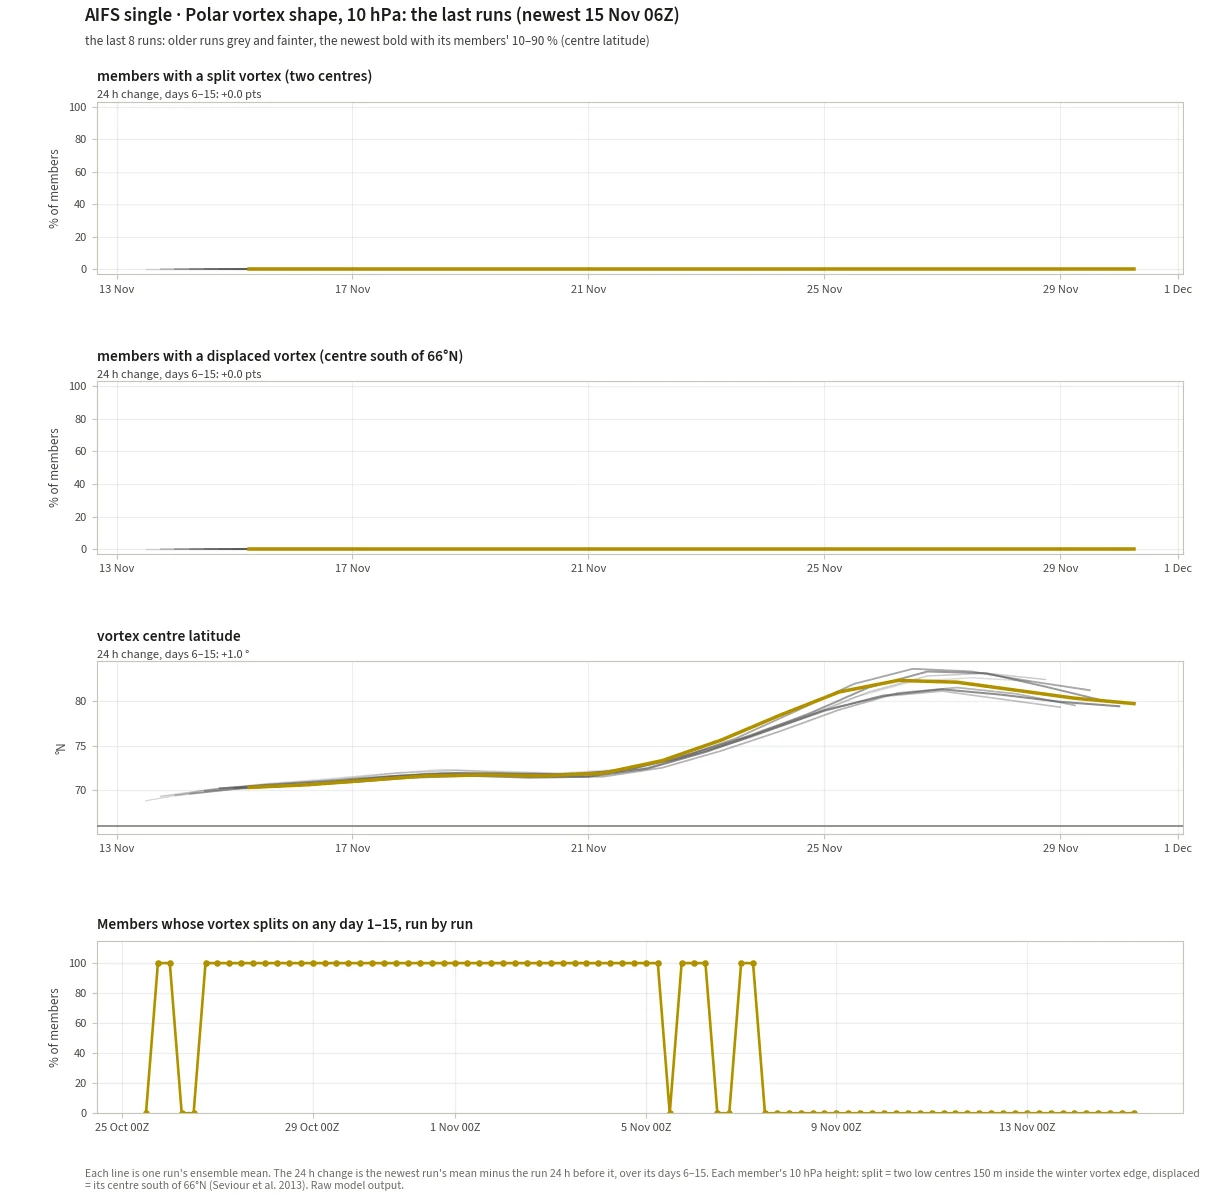 AIFS single · Polar vortex shape, 10 hPa: the last runs (newest 15 Nov 06Z)
the last 8 runs: older runs grey and fainter, the newest bold with its members' 10–90 % (centre latitude)
members with a split vortex (two centres)
24 h change, days 6–15: +0.0 pts
% of members
100
80
60
40
20
0
13 Nov 17 Nov 21 Nov 25 Nov 29 Nov 1 Dec
members with a displaced vortex (centre south of 66°N)
24 h change, days 6–15: +0.0 pts
% of members
100
80
60
40
20
0
13 Nov 17 Nov 21 Nov 25 Nov 29 Nov 1 Dec
vortex centre latitude
24 h change, days 6–15: +1.0 °
°N
80
75
70
13 Nov 17 Nov 21 Nov 25 Nov 29 Nov 1 Dec
Members whose vortex splits on any day 1–15, run by run
% of members
100
80
60
40
20
0
25 Oct 00Z 29 Oct 00Z 1 Nov 00Z 5 Nov 00Z 9 Nov 00Z 13 Nov 00Z
Each line is one run's ensemble mean. The 24 h change is the newest run's mean minus the run 24 h before it, over its days 6–15. Each member's 10 hPa height: split = two low centres 150 m inside the winter vortex edge, displaced
= its centre south of 66°N (Seviour et al. 2013). Raw model output.